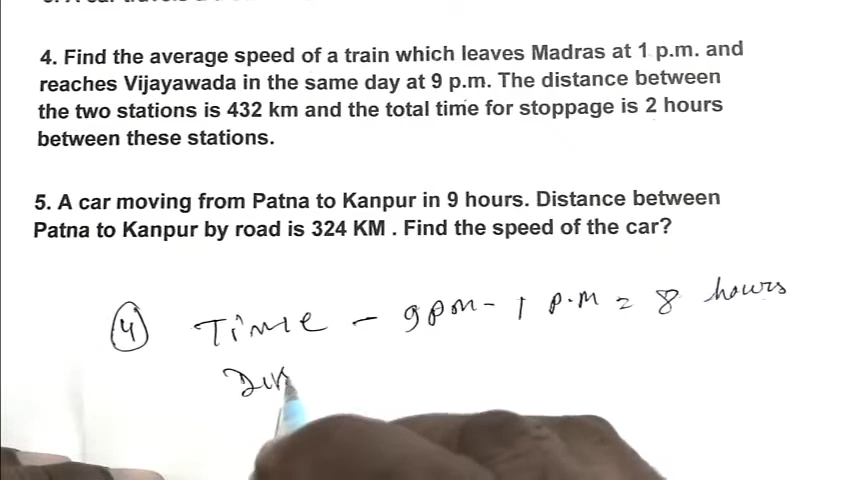 4. Find the average speed of a train which leaves Madras at 1 p.m. and
reaches Vijayawada in the same day at 9 p.m. The distance between
the two stations is 432 km and the total time for stoppage is 2 hours
between these stations.
5. A car moving from Patna to Kanpur in 9 hours. Distance between
Patna to Kanpur by road is 324 KM . Find the speed of the car?
4 Time - 9pm - 1 p.m = 8 hours
Dis